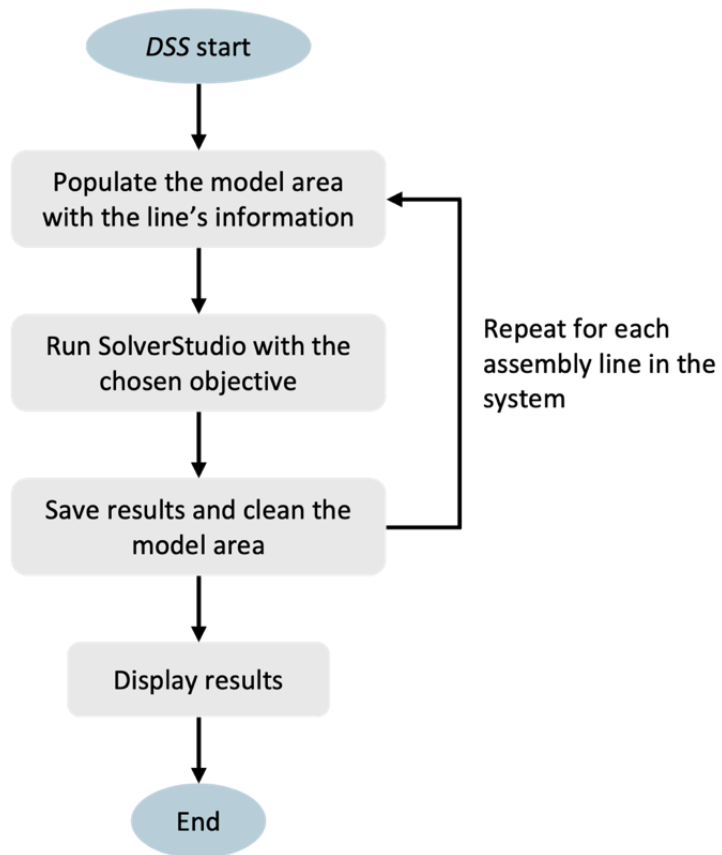 DSS start
Populate the model area
with the line’s information
Run SolverStudio with the
chosen objective
Repeat for each
assembly line in the
system
Save results and clean the
model area
Display results
End